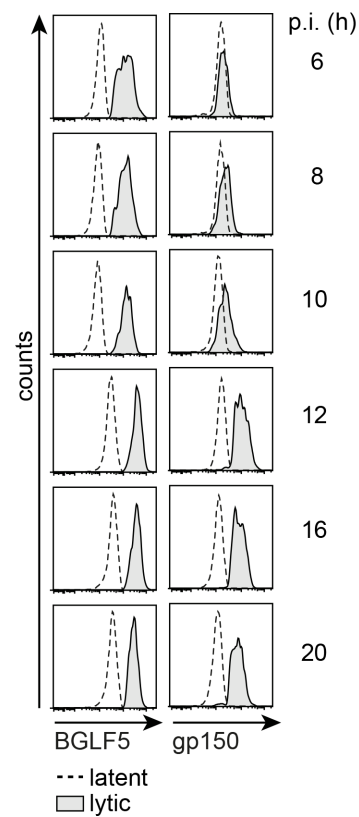 p.i. (h)
6
8
10
12
16
20
counts
BGLF5 gp150
latent
lytic